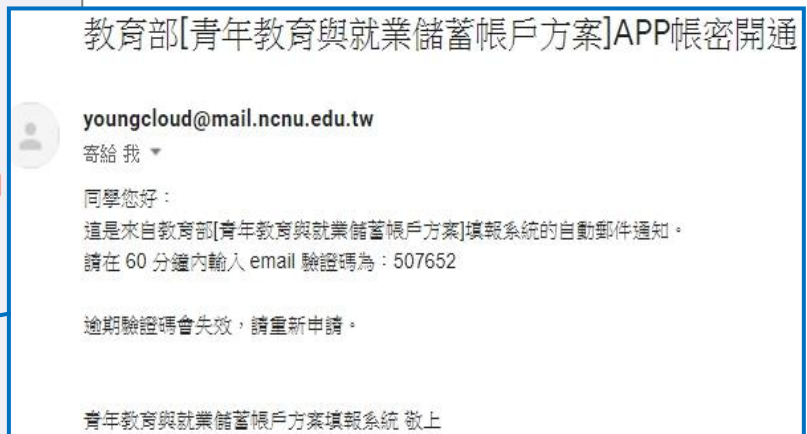 教育部[青年教育與就業儲蓄帳戶方案]APP帳密開通
youngcloud@mail.ncnu.edu.tw
寄給 我
同學您好：
這是來自教育部[青年教育與就業儲蓄帳戶方案]填報系統的自動郵件通知。
請在 60 分鐘內輸入 email 驗證碼為：507652
逾期驗證碼會失效，請重新申請。
青年教育與就業儲蓄帳戶方案填報系統 敬上